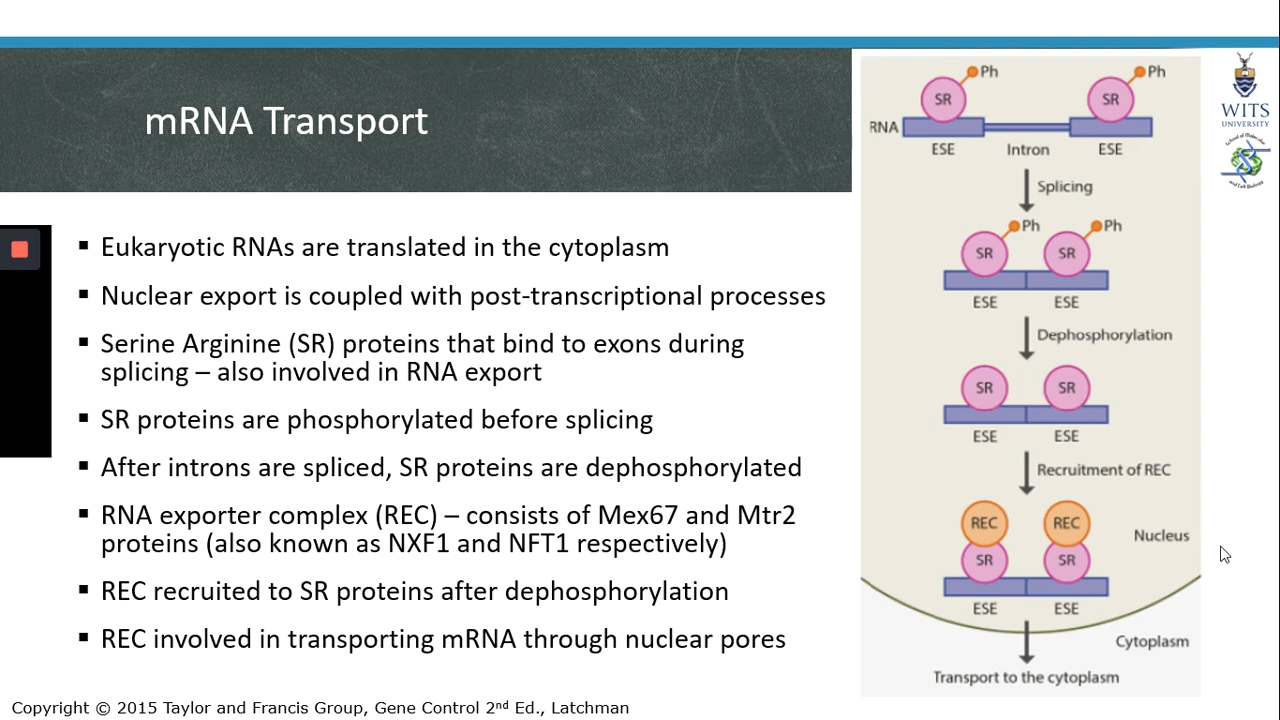 mRNA Transport
▪ Eukaryotic RNAs are translated in the cytoplasm
▪ Nuclear export is coupled with post-transcriptional processes
▪ Serine Arginine (SR) proteins that bind to exons during
splicing – also involved in RNA export
▪ SR proteins are phosphorylated before splicing
▪ After introns are spliced, SR proteins are dephosphorylated
▪ RNA exporter complex (REC) – consists of Mex67 and Mtr2
proteins (also known as NXF1 and NFT1 respectively)
▪ REC recruited to SR proteins after dephosphorylation
▪ REC involved in transporting mRNA through nuclear pores
Copyright © 2015 Taylor and Francis Group, Gene Control 2nd Ed., Latchman
Ph Ph
SR SR
RNA
ESE Intron ESE
Splicing
Ph Ph
SR SR
ESE ESE
Dephosphorylation
SR SR
ESE ESE
Recruitment of REC
REC REC
Nucleus
SR SR
ESE ESE
Cytoplasm
Transport to the cytoplasm
WITS
UNIVERSITY
School of Molecular
and Cell Biology